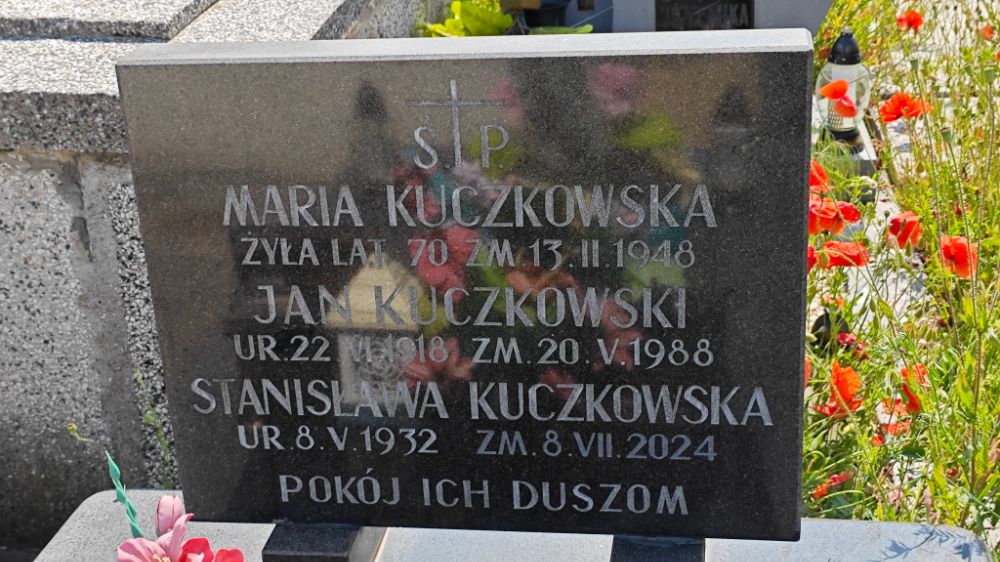 Ś.P.
MARIA KUCZKOWSKA
ŻYŁA LAT 70 ZM 13.II.1948
JAN KUCZKOWSKI
UR.22 VI.1918 ZM.20.V.1988
STANISŁAWA KUCZKOWSKA
UR.8.V.1932 ZM.8.VII.2024
POKÓJ ICH DUSZOM